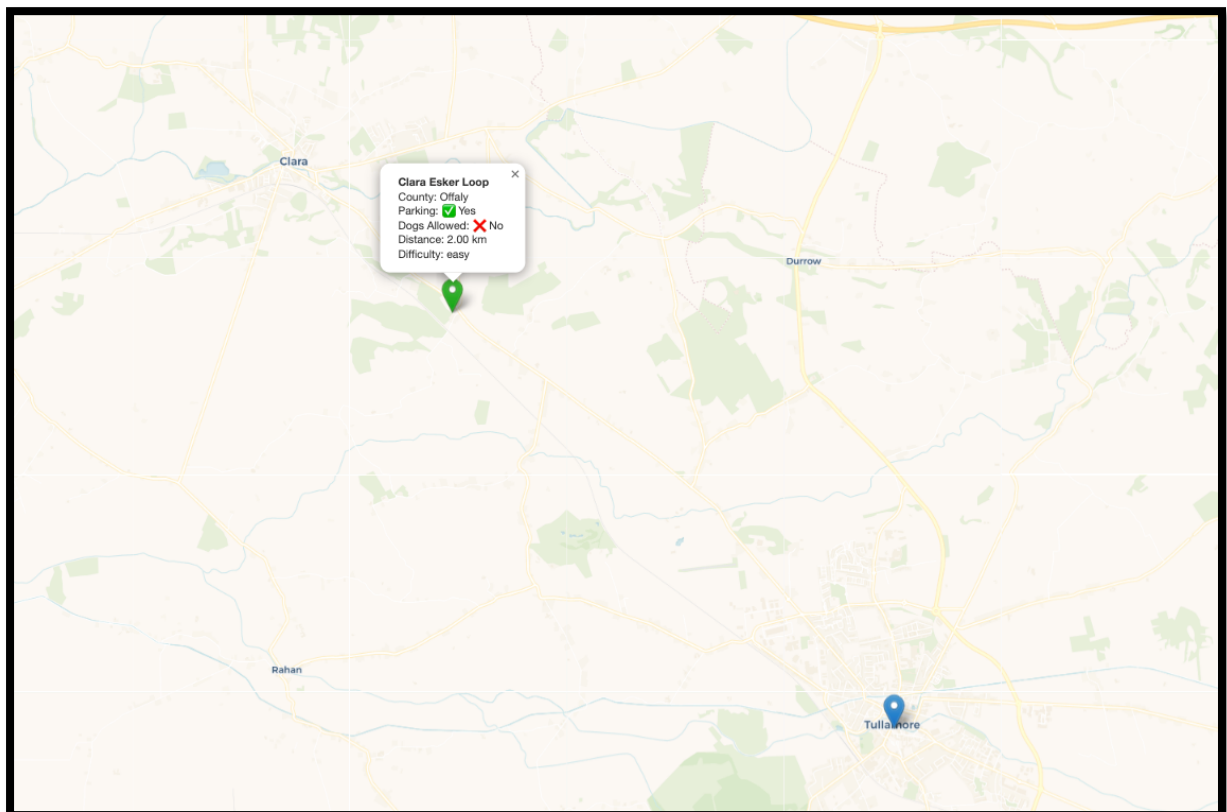 Clara
Clara Esker Loop
×
County: Offaly
Parking: ✅ Yes
Dogs Allowed: ❌ No
Distance: 2.00 km
Difficulty: easy
Durrow
Rahan
Tullamore